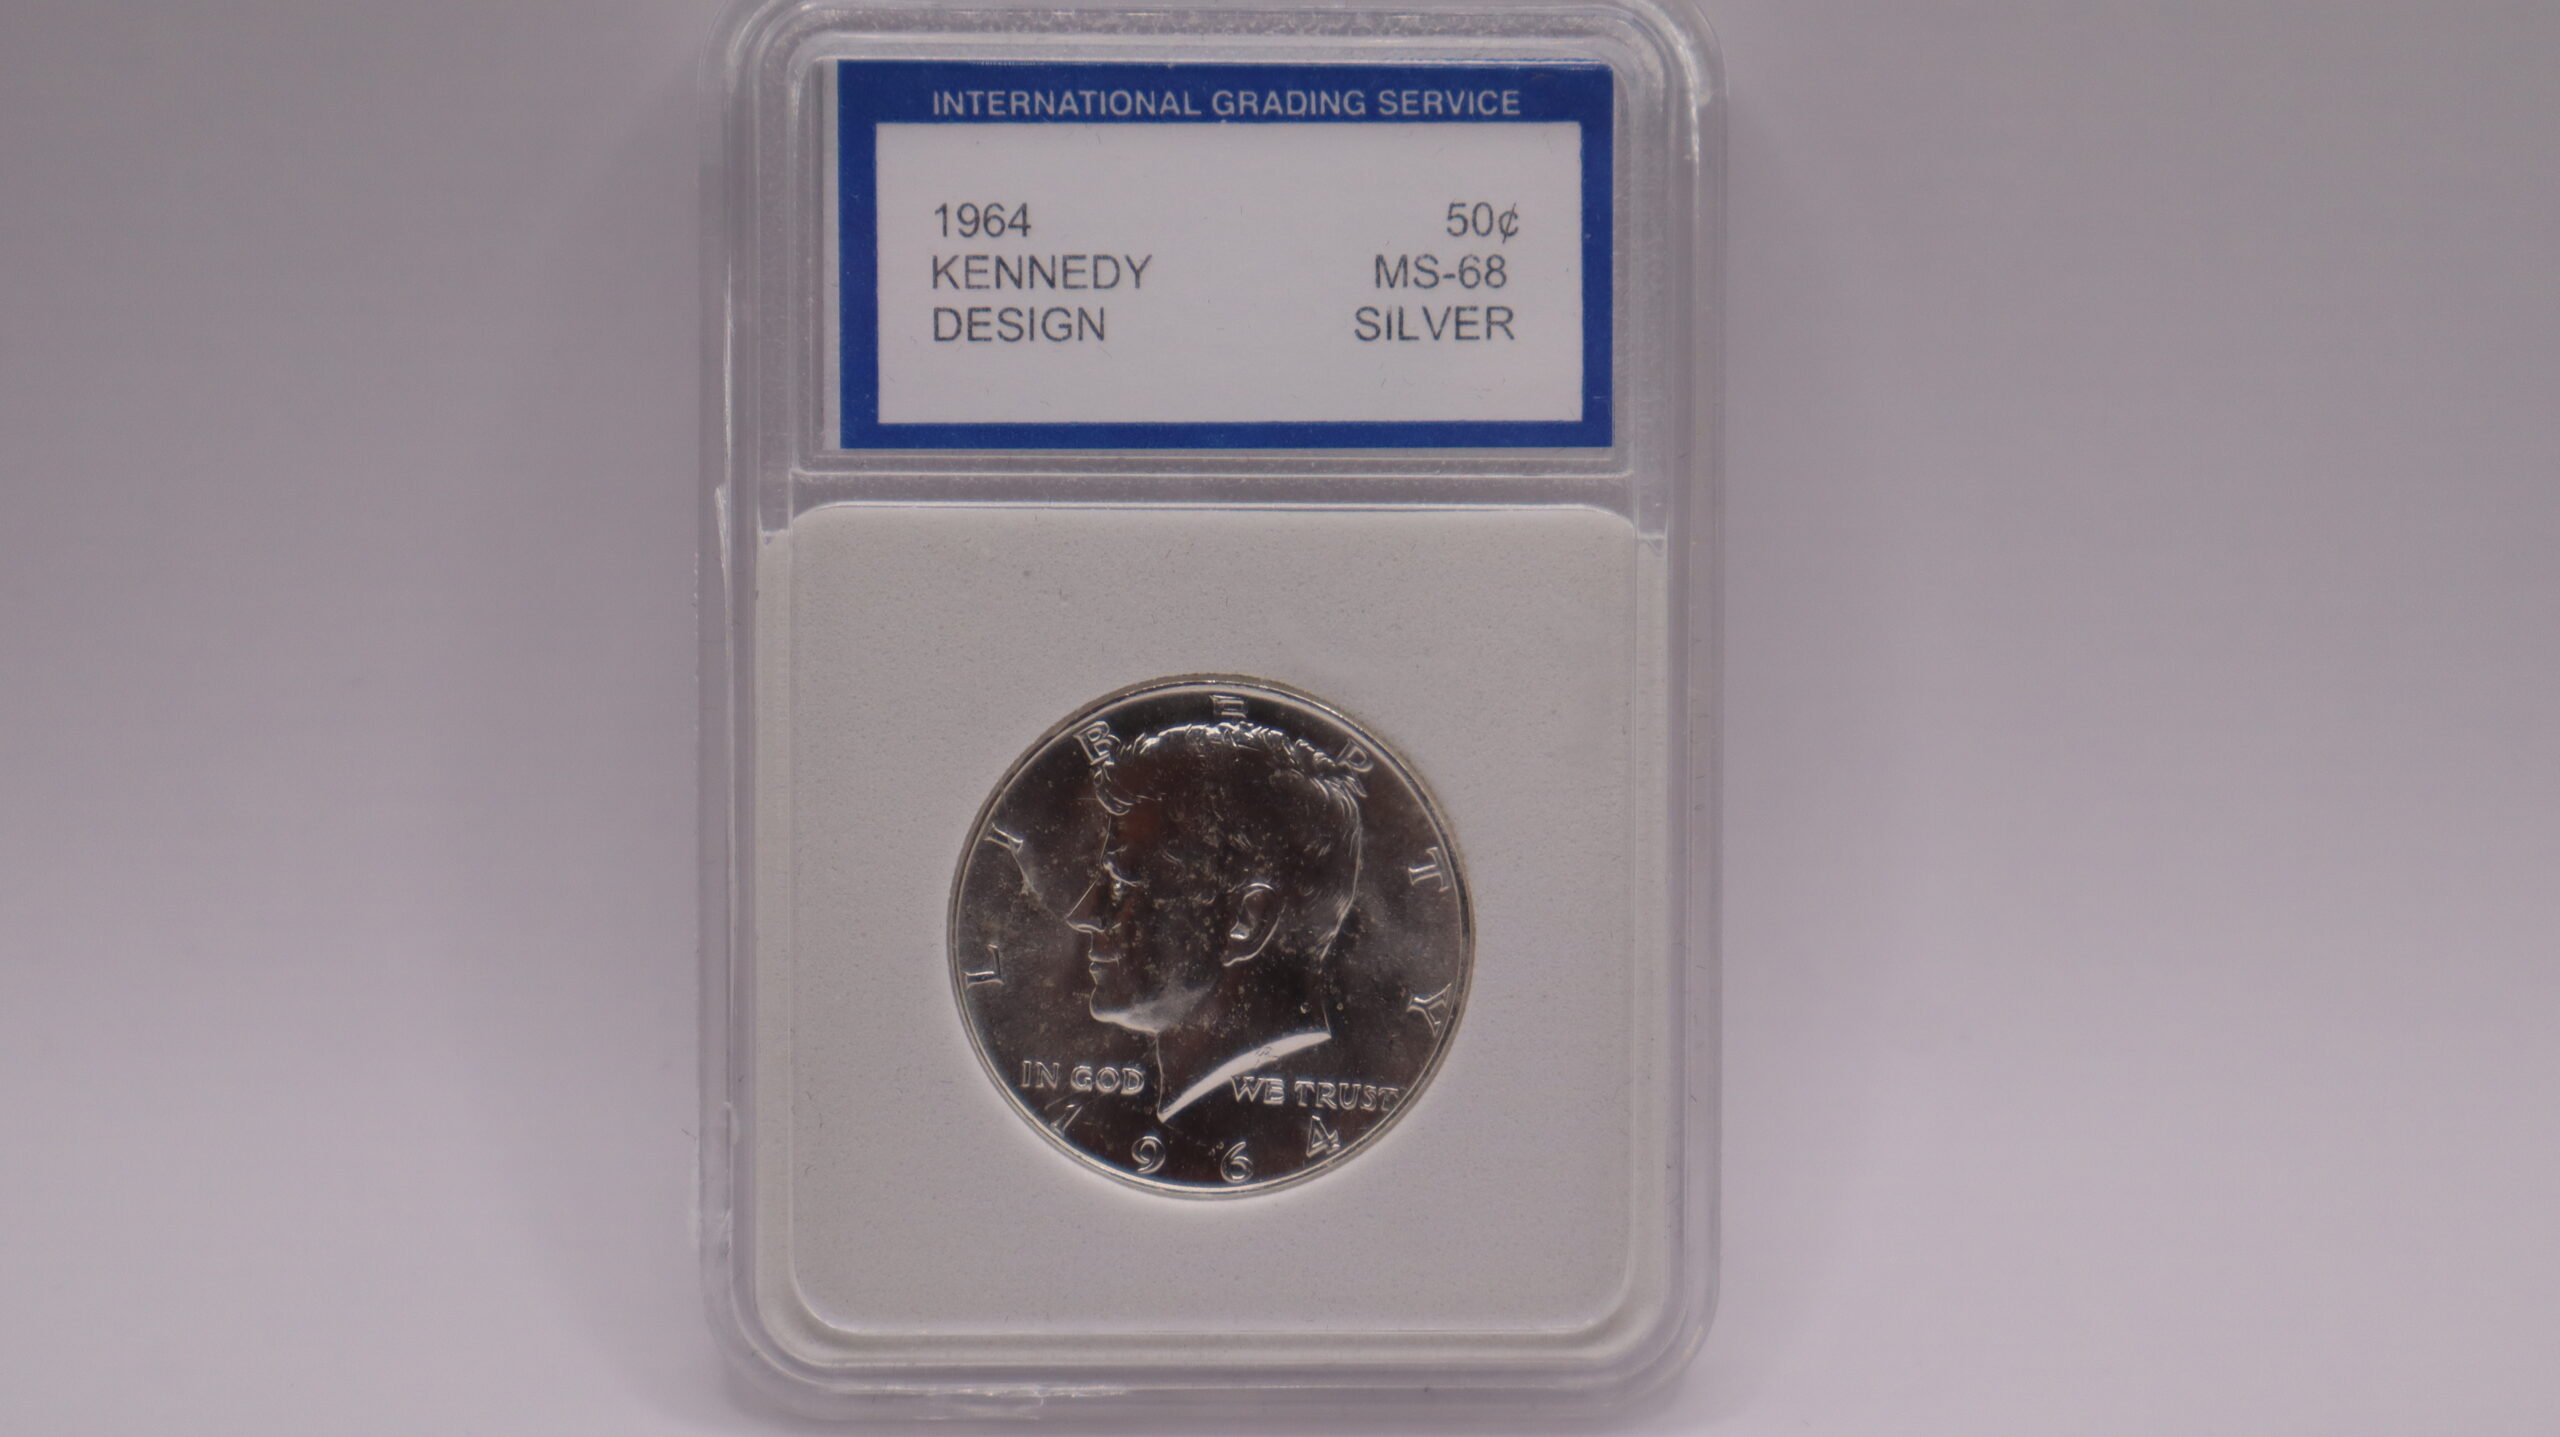 INTERNATIONAL GRADING SERVICE
1964 50¢
KENNEDY MS-68
DESIGN SILVER
LIBERTY
IN GOD WE TRUST
1964